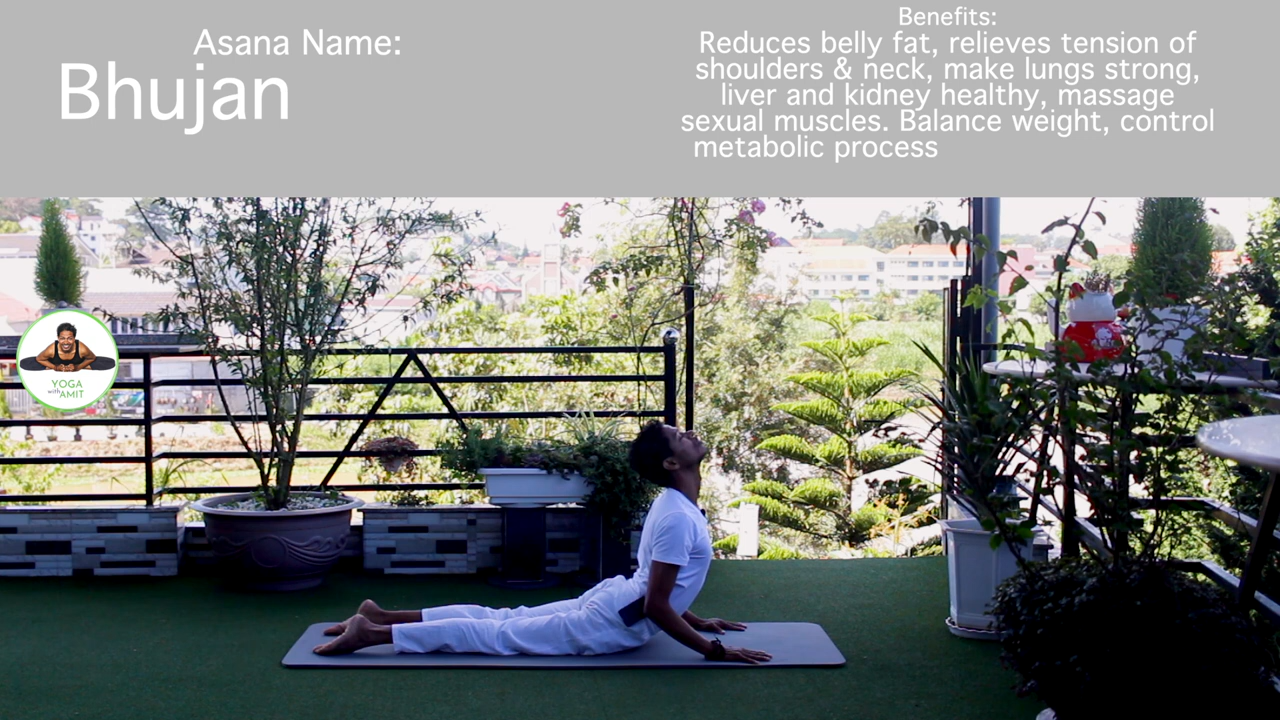 Asana Name:
Bhujan
Benefits:
Reduces belly fat, relieves tension of
shoulders & neck, make lungs strong,
liver and kidney healthy, massage
sexual muscles. Balance weight, control
metabolic process
YOGA
with AMIT